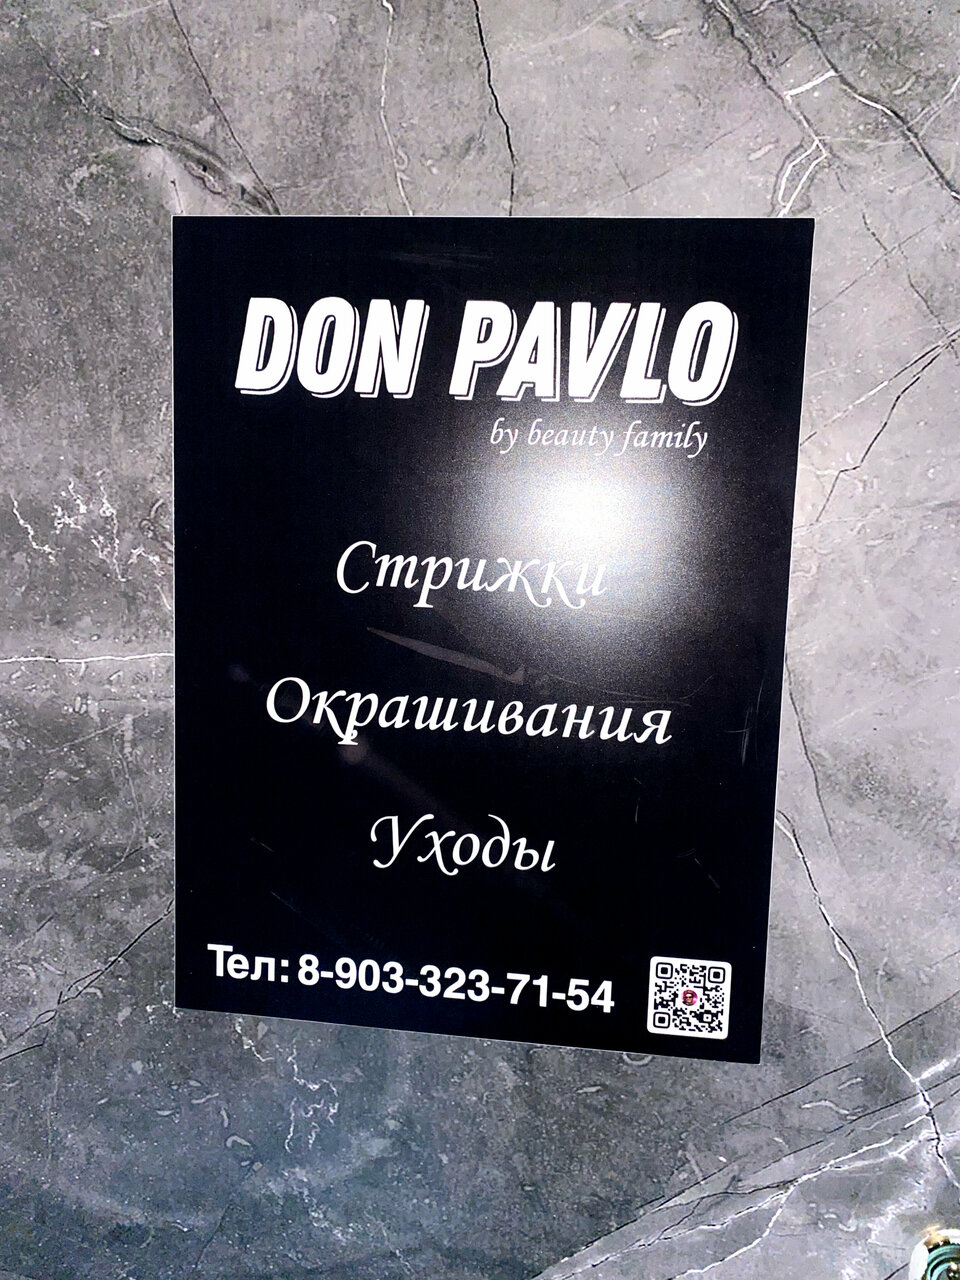 DON PAVLO
by beauty family
Стрижки
Окрашивания
Уходы
Тел: 8-903-323-71-54